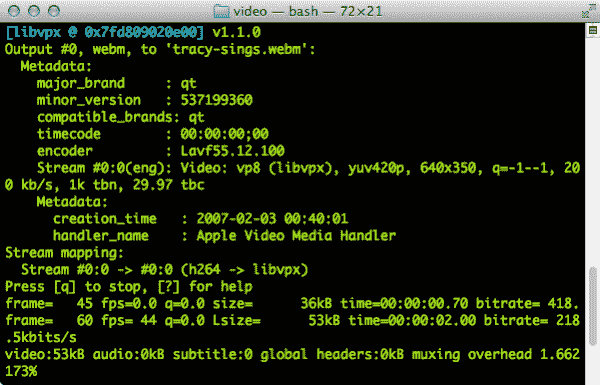 video — bash — 72×21
[libvpx @ 0x7fd809020e00] v1.1.0
Output #0, webm, to 'tracy-sings.webm':
  Metadata:
    major_brand     : qt
    minor_version   : 537199360
    compatible_brands: qt
    timecode        : 00:00:00;00
    encoder         : Lavf55.12.100
    Stream #0:0(eng): Video: vp8 (libvpx), yuv420p, 640x350, q=-1--1, 20
0 kb/s, 1k tbn, 29.97 tbc
    Metadata:
      creation_time   : 2007-02-03 00:40:01
      handler_name    : Apple Video Media Handler
Stream mapping:
  Stream #0:0 -> #0:0 (h264 -> libvpx)
Press [q] to stop, [?] for help
frame=   45 fps=0.0 q=0.0 size=      36kB time=00:00:00.70 bitrate= 418.
frame=   60 fps= 44 q=0.0 Lsize=      53kB time=00:00:02.00 bitrate= 218
.5kbits/s
video:53kB audio:0kB subtitle:0 global headers:0kB muxing overhead 1.662
173%